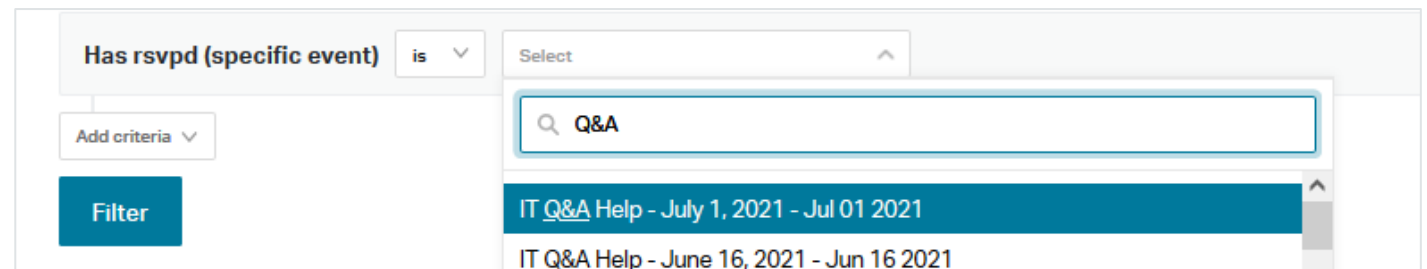 Has rsvpd (specific event) is Select
Q&A
Add criteria
IT Q&A Help - July 1, 2021 - Jul 01 2021
Filter
IT Q&A Help - June 16, 2021 - Jun 16 2021